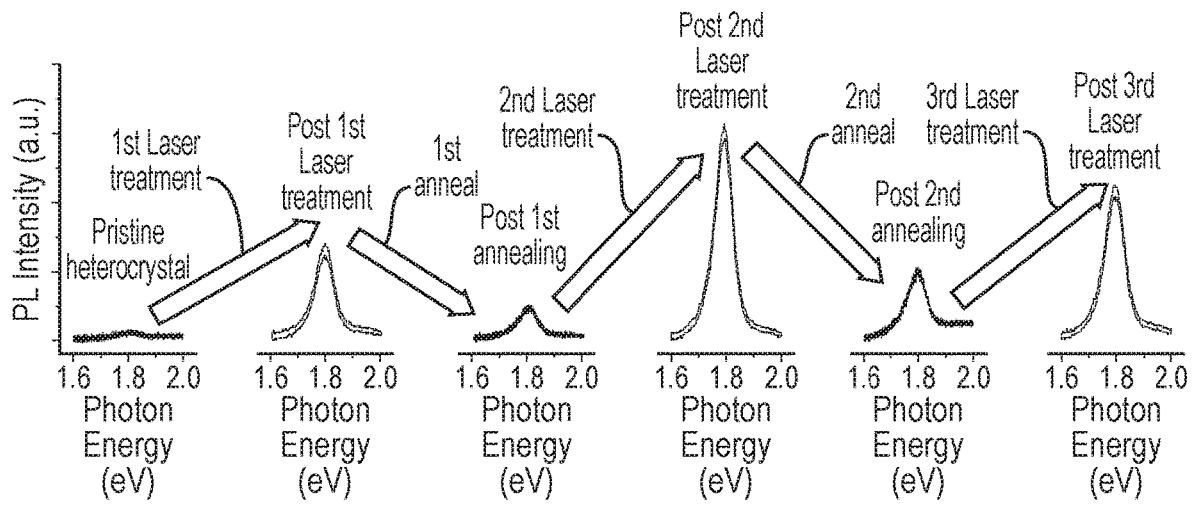 PL Intensity (a.u.)
1st Laser
treatment
Pristine
heterocrystal
Post 1st
Laser
treatment
1st
anneal
Post 1st
annealing
2nd Laser
treatment
Post 2nd
Laser
treatment
2nd
anneal
Post 2nd
annealing
3rd Laser
treatment
Post 3rd
Laser
treatment
1.6 1.8 2.0
Photon
Energy
(eV)
1.6 1.8 2.0
Photon
Energy
(eV)
1.6 1.8 2.0
Photon
Energy
(eV)
1.6 1.8 2.0
Photon
Energy
(eV)
1.6 1.8 2.0
Photon
Energy
(eV)
1.6 1.8 2.0
Photon
Energy
(eV)